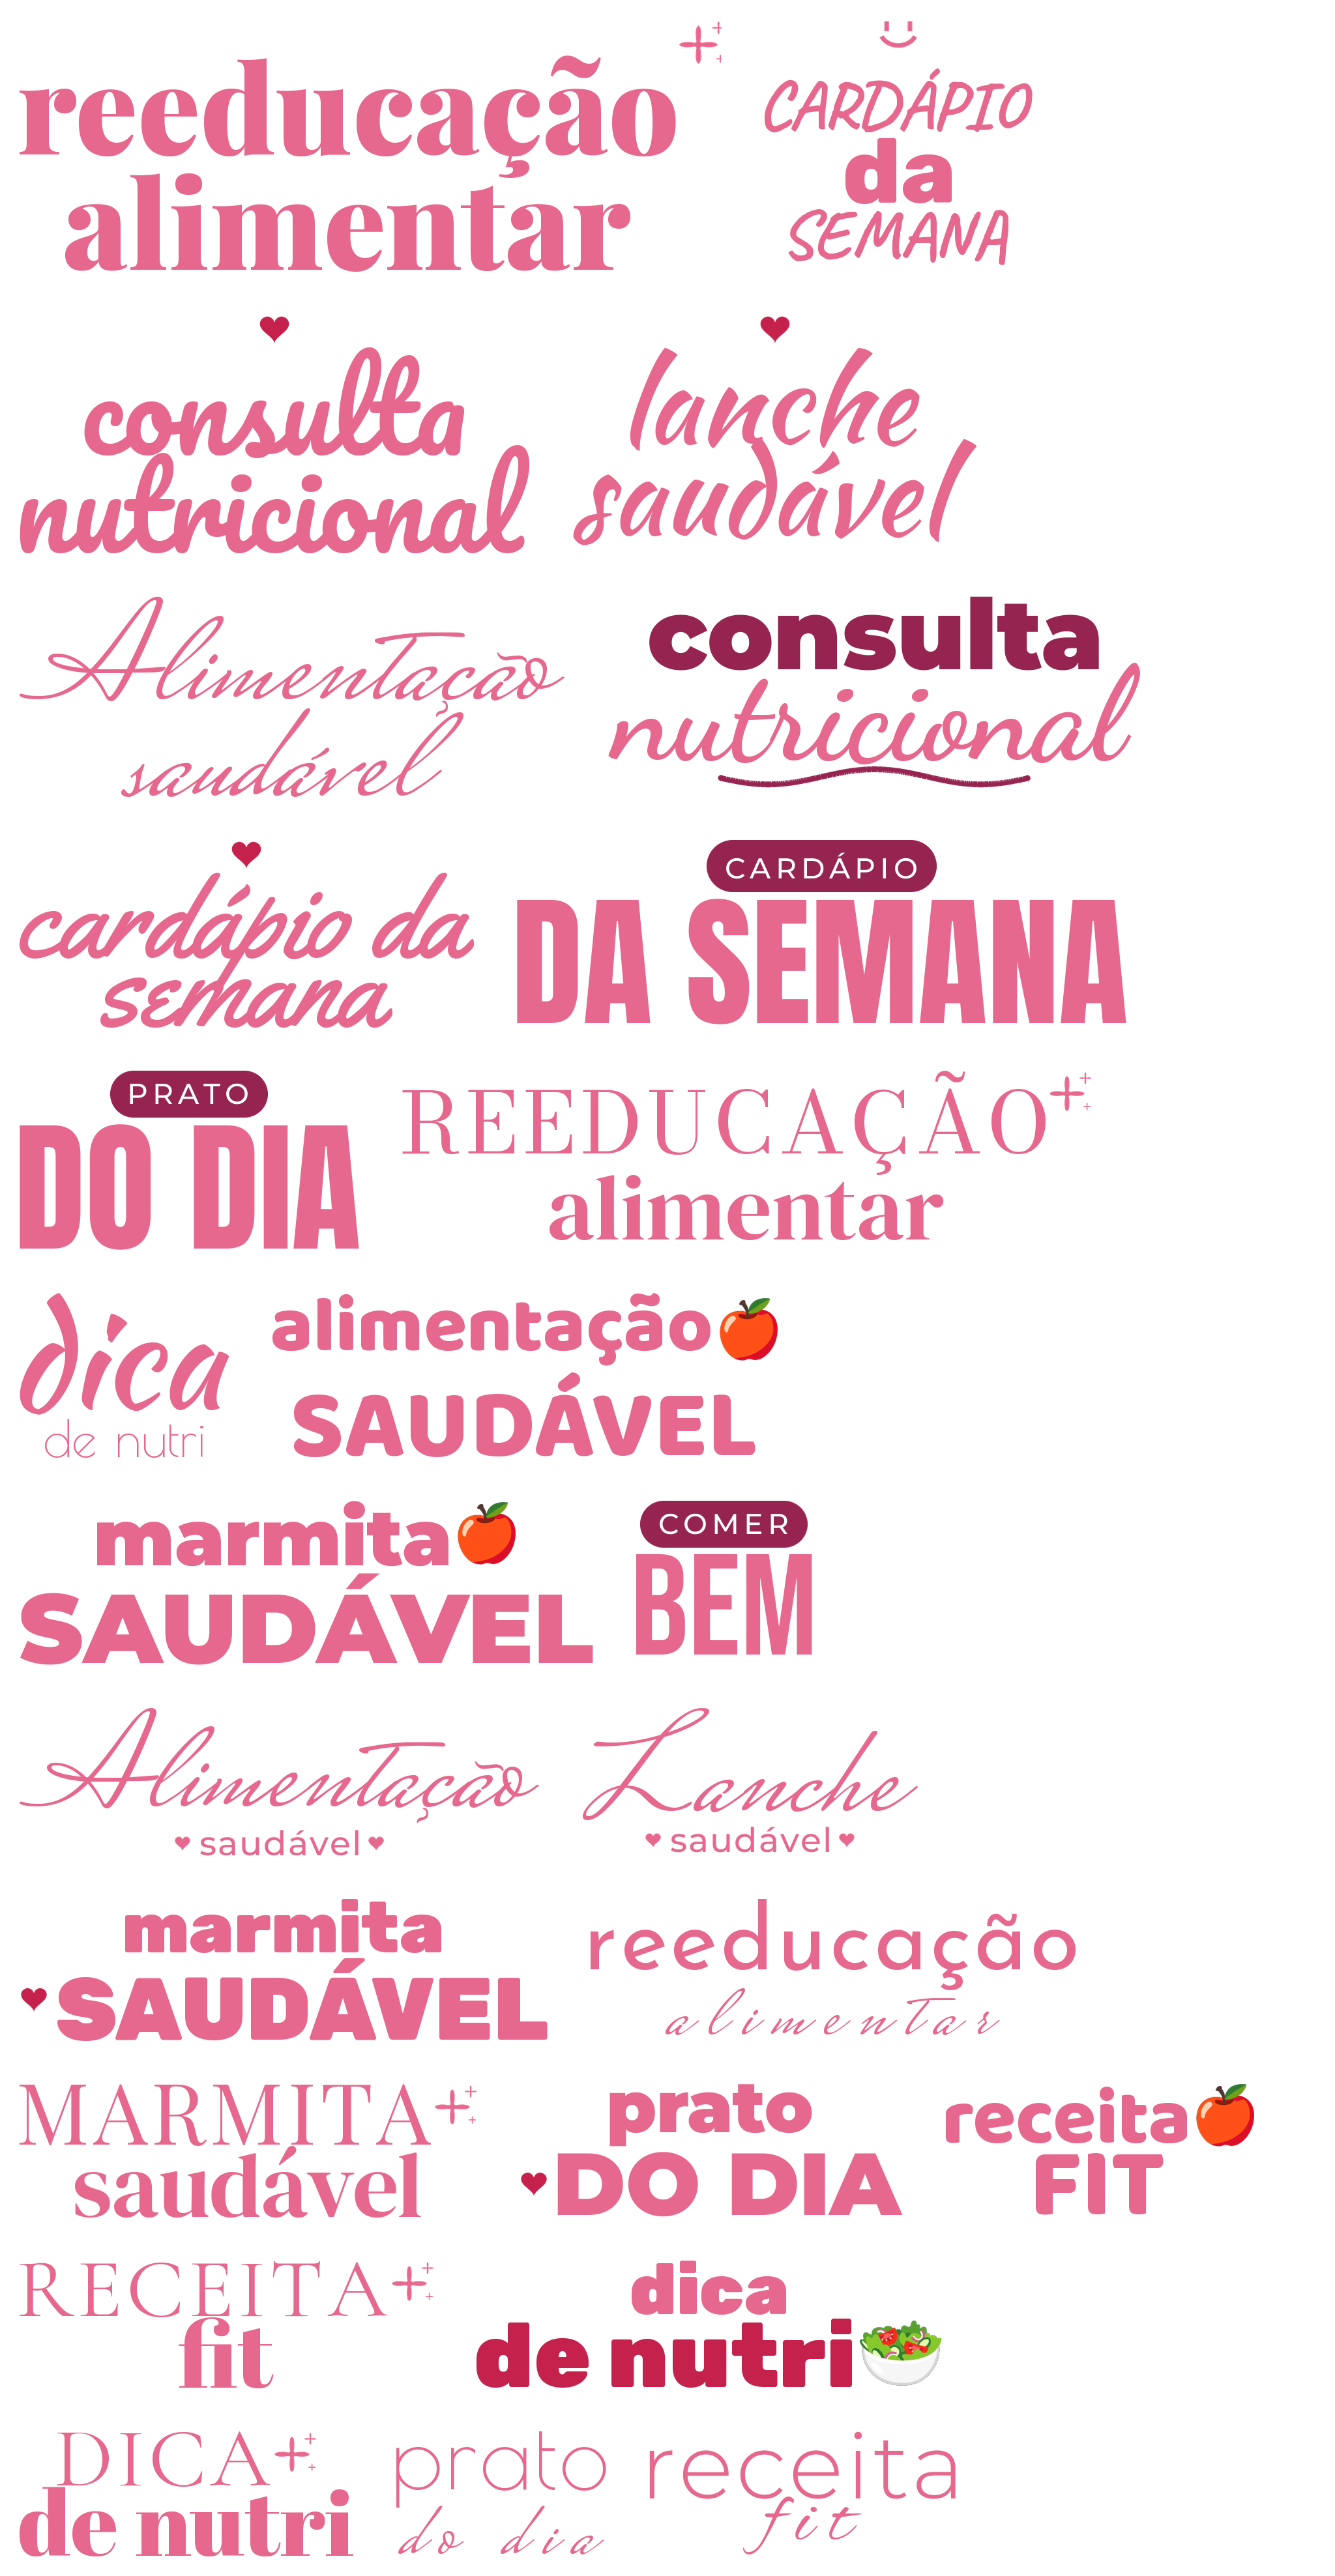 reeducação
alimentar
CARDÁPIO
da
SEMANA
consulta
nutricional
lanche
saudável
Alimentação
saudável
consulta
nutricional
cardápio da
semana
CARDÁPIO
DA SEMANA
PRATO
DO DIA
REEDUCAÇÃO
alimentar
dica
de nutri
alimentação
SAUDÁVEL
marmita
SAUDÁVEL
COMER
BEM
Alimentação
saudável
Lanche
saudável
marmita
SAUDÁVEL
reeducação
alimentar
MARMITA
saudável
prato
DO DIA
receita
FIT
RECEITA
fit
dica
de nutri
DICA
de nutri
prato
do dia
receita
fit